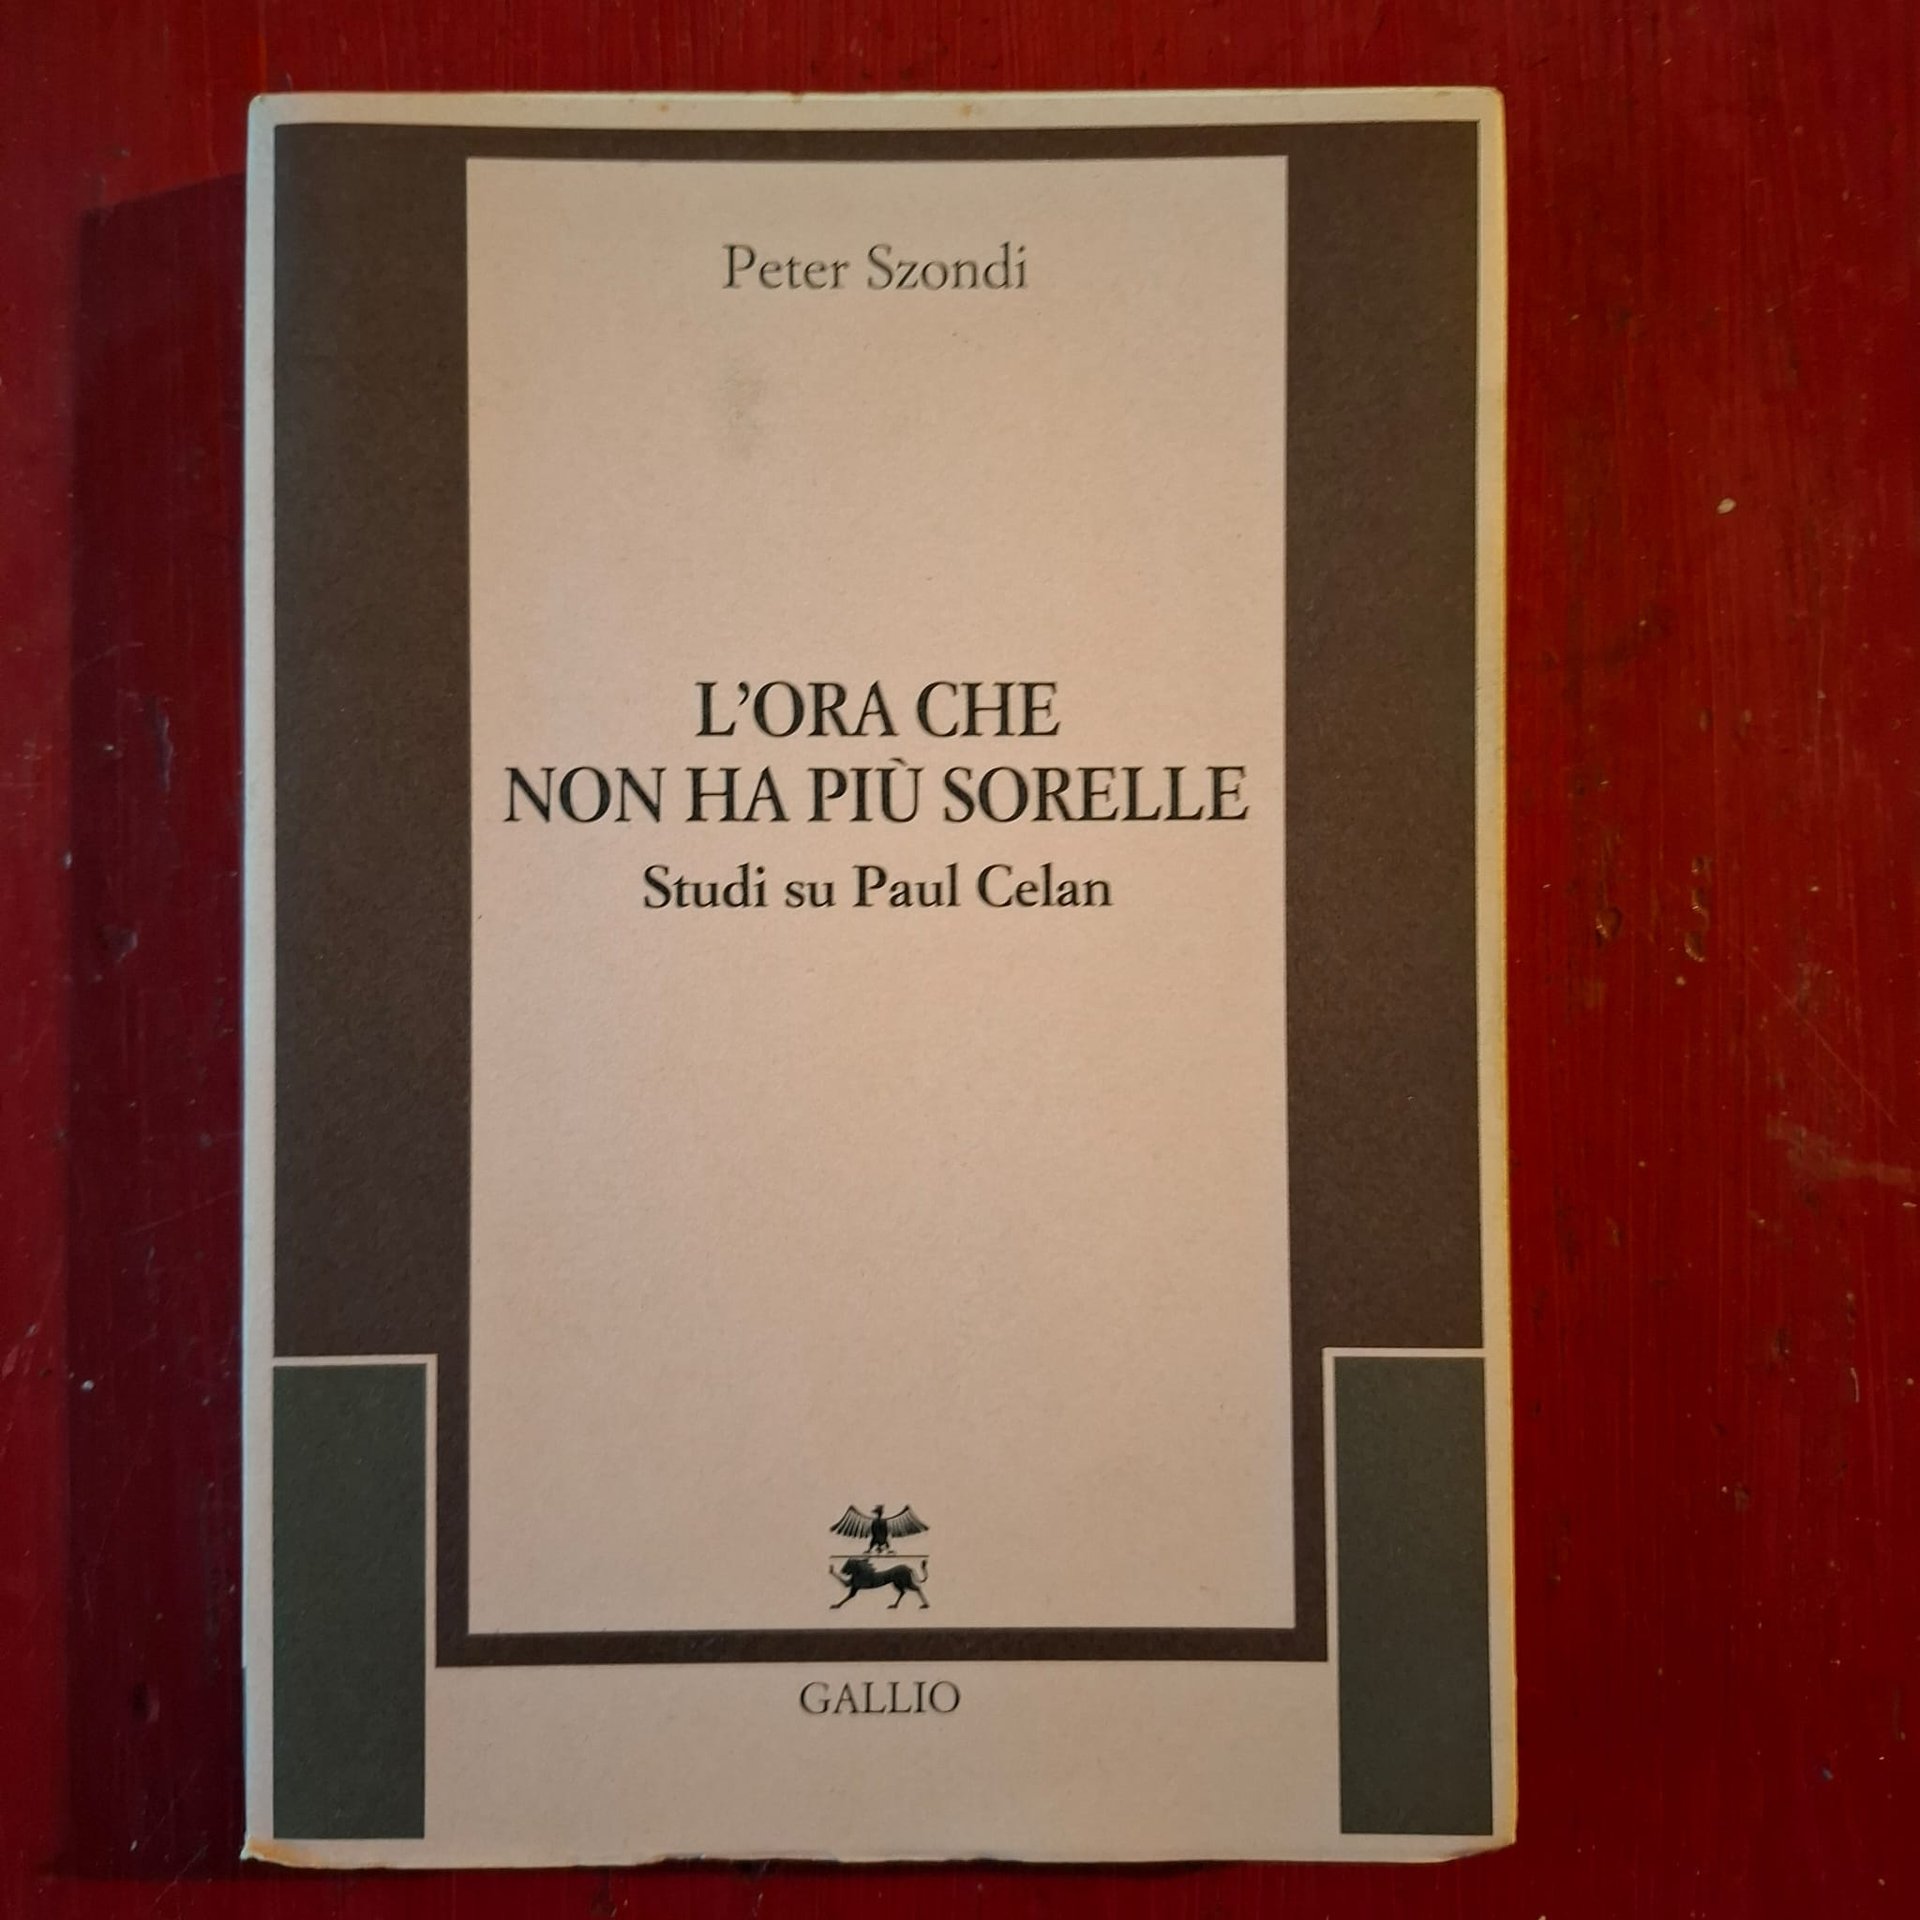 Peter Szondi
L'ORA CHE
NON HA PIÙ SORELLE
Studi su Paul Celan
GALLIO